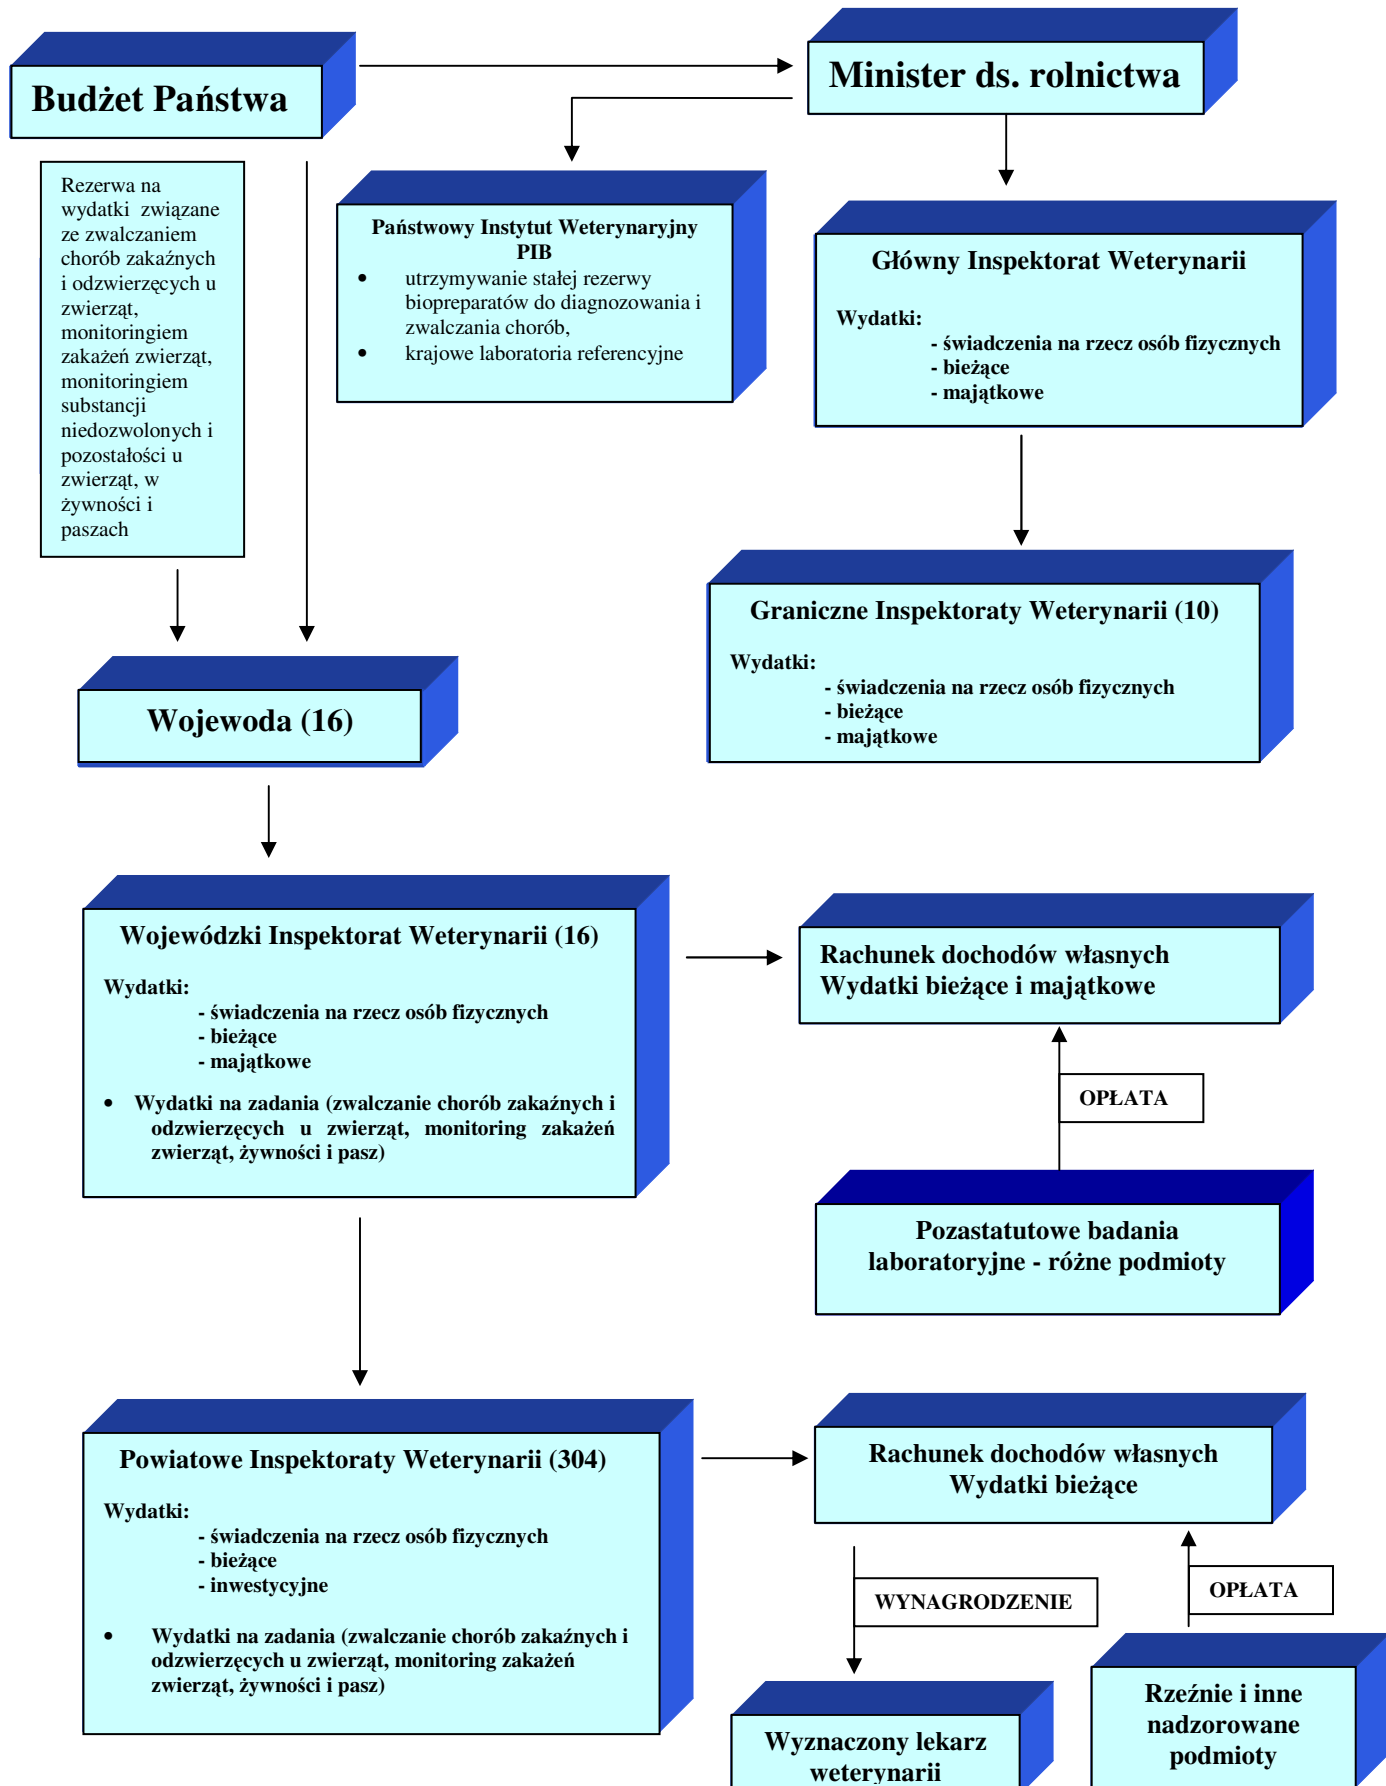 Budżet Państwa
Minister ds. rolnictwa
Rezerwa na
wydatki związane
ze zwalczaniem
chorób zakaźnych
i odzwierzęcych u
zwierząt,
monitoringiem
zakażeń zwierząt,
monitoringiem
substancji
niedozwolonych i
pozostałości u
zwierząt, w
żywności i
paszach
Państwowy Instytut Weterynaryjny
PIB
• utrzymywanie stałej rezerwy
biopreparatów do diagnozowania i
zwalczania chorób,
• krajowe laboratoria referencyjne
Główny Inspektorat Weterynarii
Wydatki:
- świadczenia na rzecz osób fizycznych
- bieżące
- majątkowe
Graniczne Inspektoraty Weterynarii (10)
Wydatki:
- świadczenia na rzecz osób fizycznych
- bieżące
- majątkowe
Wojewoda (16)
Wojewódzki Inspektorat Weterynarii (16)
Wydatki:
- świadczenia na rzecz osób fizycznych
- bieżące
- majątkowe
• Wydatki na zadania (zwalczanie chorób zakaźnych i
odzwierzęcych u zwierząt, monitoring zakażeń
zwierząt, żywności i pasz)
Rachunek dochodów własnych
Wydatki bieżące i majątkowe
OPŁATA
Pozastatutowe badania
laboratoryjne - różne podmioty
Powiatowe Inspektoraty Weterynarii (304)
Wydatki:
- świadczenia na rzecz osób fizycznych
- bieżące
- inwestycyjne
• Wydatki na zadania (zwalczanie chorób zakaźnych i
odzwierzęcych u zwierząt, monitoring zakażeń
zwierząt, żywności i pasz)
Rachunek dochodów własnych
Wydatki bieżące
WYNAGRODZENIE
OPŁATA
Wyznaczony lekarz
weterynarii
Rzeźnie i inne
nadzorowane
podmioty